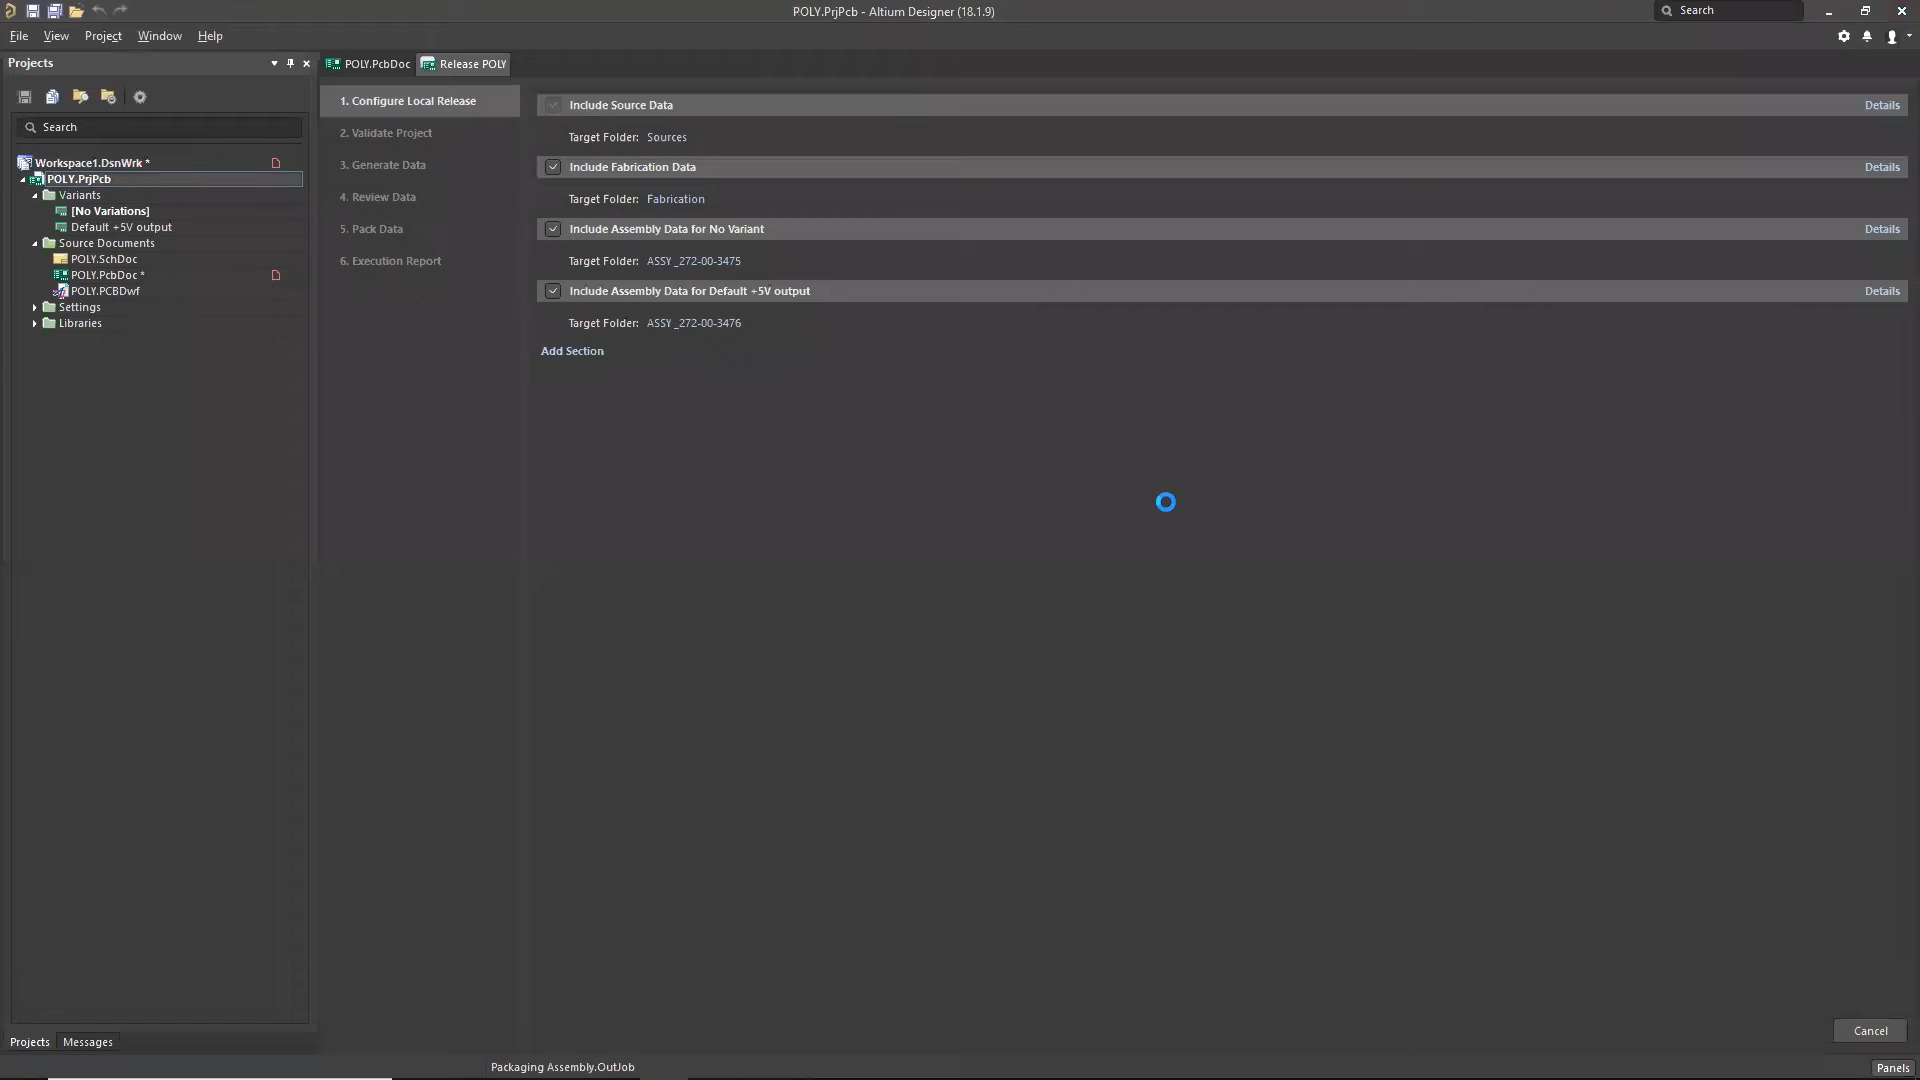 POLY.PrjPcb - Altium Designer (18.1.9)
Search
File View Project Window Help
Projects
POLY.PcbDoc
Release POLY
Search
Workspace1.DsnWrk *
POLY.PrjPcb
Variants
[No Variations]
Default +5V output
Source Documents
POLY.SchDoc
POLY.PcbDoc *
POLY.PCBDwf
Settings
Libraries
1. Configure Local Release
2. Validate Project
3. Generate Data
4. Review Data
5. Pack Data
6. Execution Report
Include Source Data Details
Target Folder: Sources
Include Fabrication Data Details
Target Folder: Fabrication
Include Assembly Data for No Variant Details
Target Folder: ASSY_272-00-3475
Include Assembly Data for Default +5V output Details
Target Folder: ASSY_272-00-3476
Add Section
Cancel
Projects Messages
Packaging Assembly.OutJob
Panels